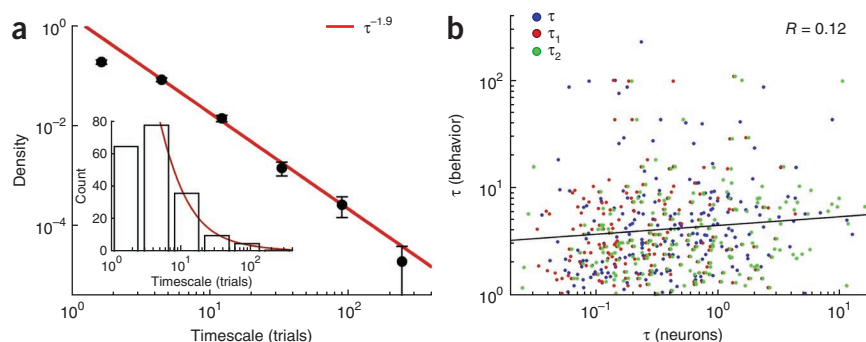 a
10^0
10^-2
10^-4
Density
10^0
10^1
10^2
Timescale (trials)
τ^-1.9
80
60
40
20
0
Count
10^0
10^1
10^2
Timescale (trials)
b
τ
τ_1
τ_2
R = 0.12
10^2
10^1
10^0
τ (behavior)
10^-1
10^0
10^1
τ (neurons)